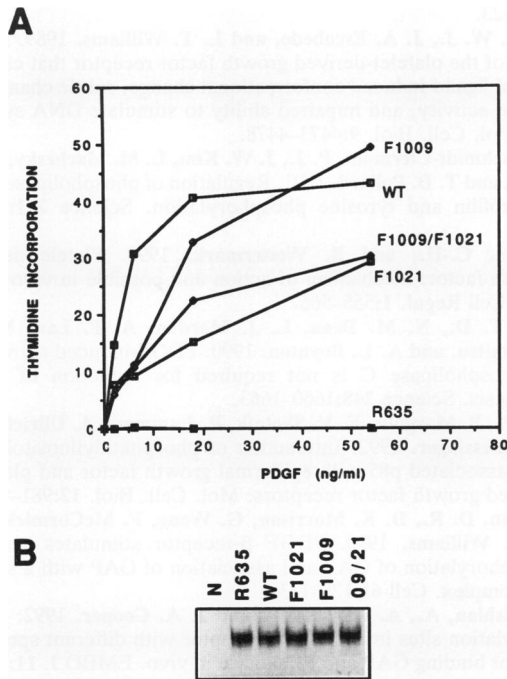 A
THYMIDINE INCORPORATION
60
50
40
30
20
10
0
F1009
WT
F1009/F1021
F1021
R635
0 10 20 30 40 50 60 70 80
PDGF (ng/ml)
B
N
R635
WT
F1021
F1009
09/21